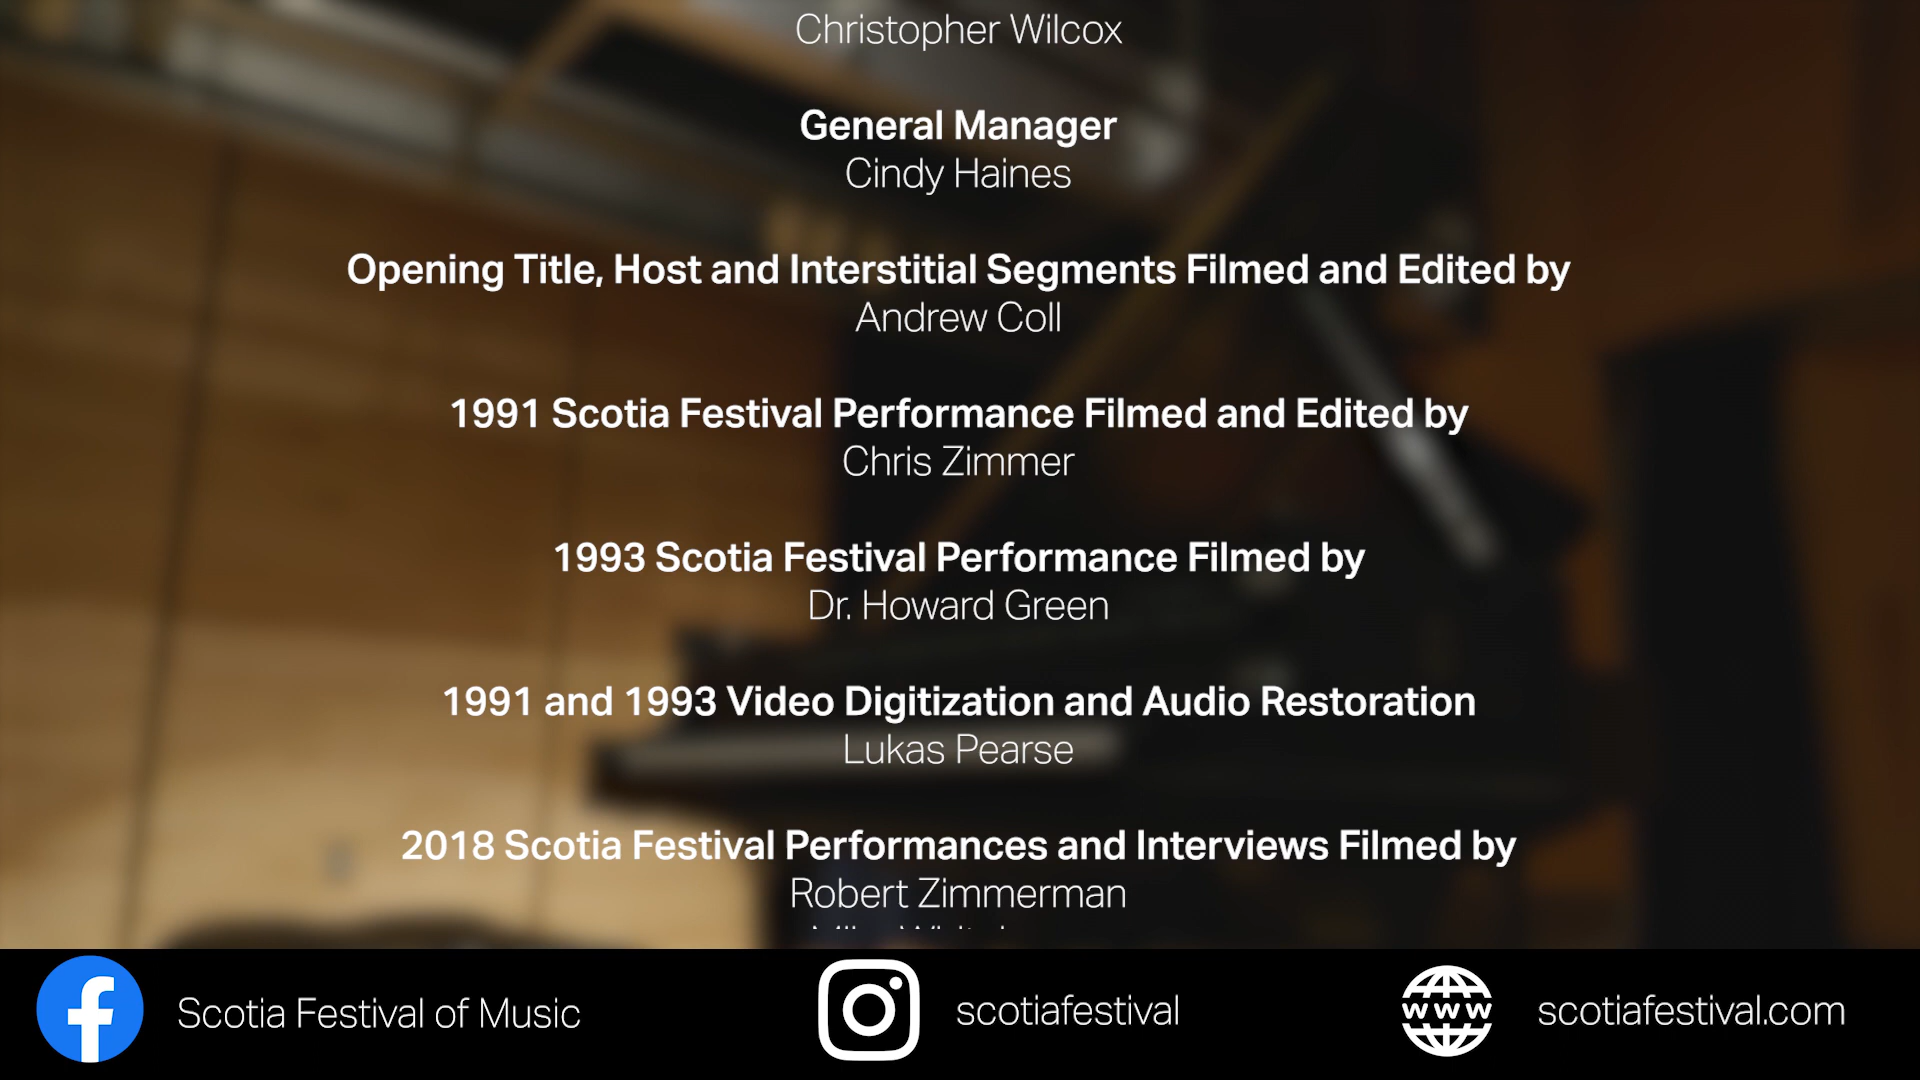 Christopher Wilcox
General Manager
Cindy Haines
Opening Title, Host and Interstitial Segments Filmed and Edited by
Andrew Coll
1991 Scotia Festival Performance Filmed and Edited by
Chris Zimmer
1993 Scotia Festival Performance Filmed by
Dr. Howard Green
1991 and 1993 Video Digitization and Audio Restoration
Lukas Pearse
2018 Scotia Festival Performances and Interviews Filmed by
Robert Zimmerman
Scotia Festival of Music
scotiafestival
www
scotiafestival.com